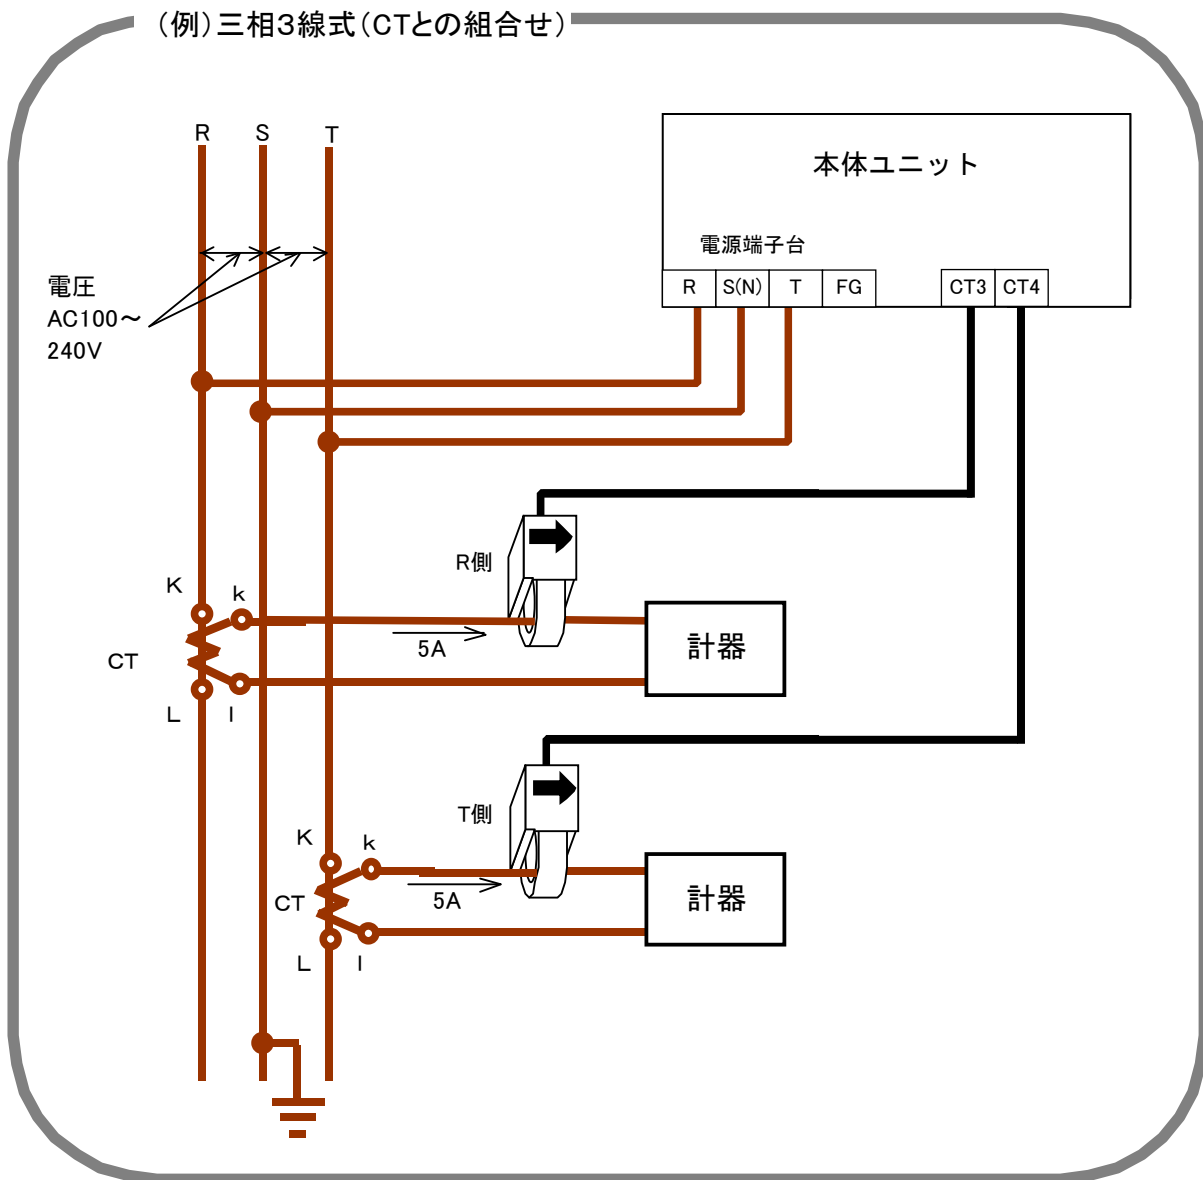 (例)三相3線式(CTとの組合せ)
R S T
本体ユニット
電源端子台
R S(N) T FG CT3 CT4
電圧
AC100～
240V
R側
K k
5A
CT
計器
L l
T側
K k
5A
CT
計器
L l